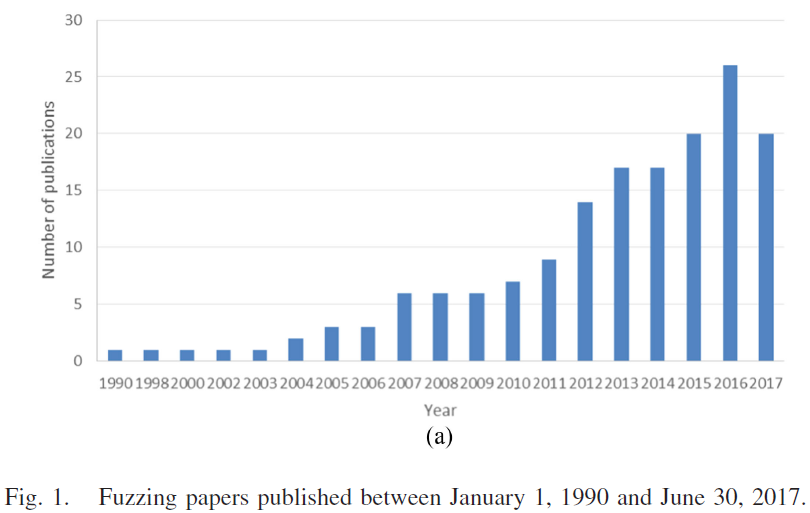 30
25
20
15
10
5
0
Number of publications
1990 1998 2000 2002 2003 2004 2005 2006 2007 2008 2009 2010 2011 2012 2013 2014 2015 2016 2017
Year
(a)
Fig. 1. Fuzzing papers published between January 1, 1990 and June 30, 2017.